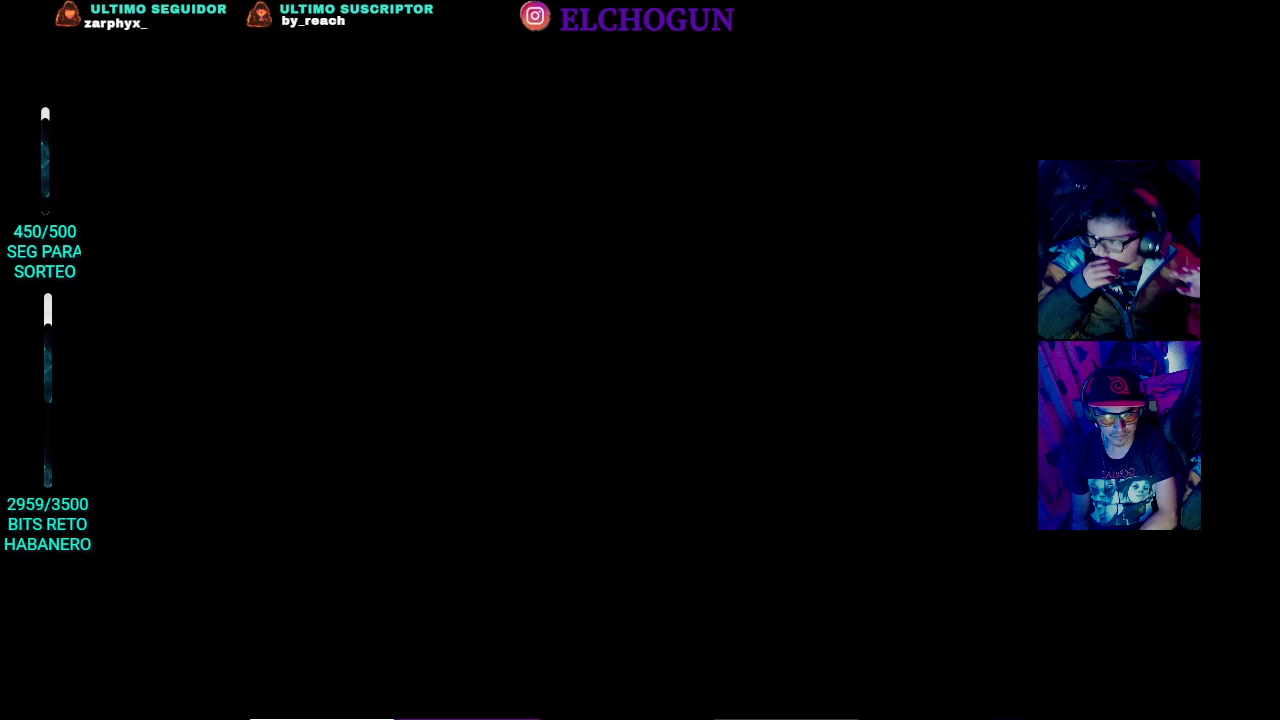 ULTIMO SEGUIDOR
zarphyx_
ULTIMO SUSCRIPTOR
by_reach
ELCHOGUN
450/500
SEG PARA
SORTEO
2959/3500
BITS RETO
HABANERO